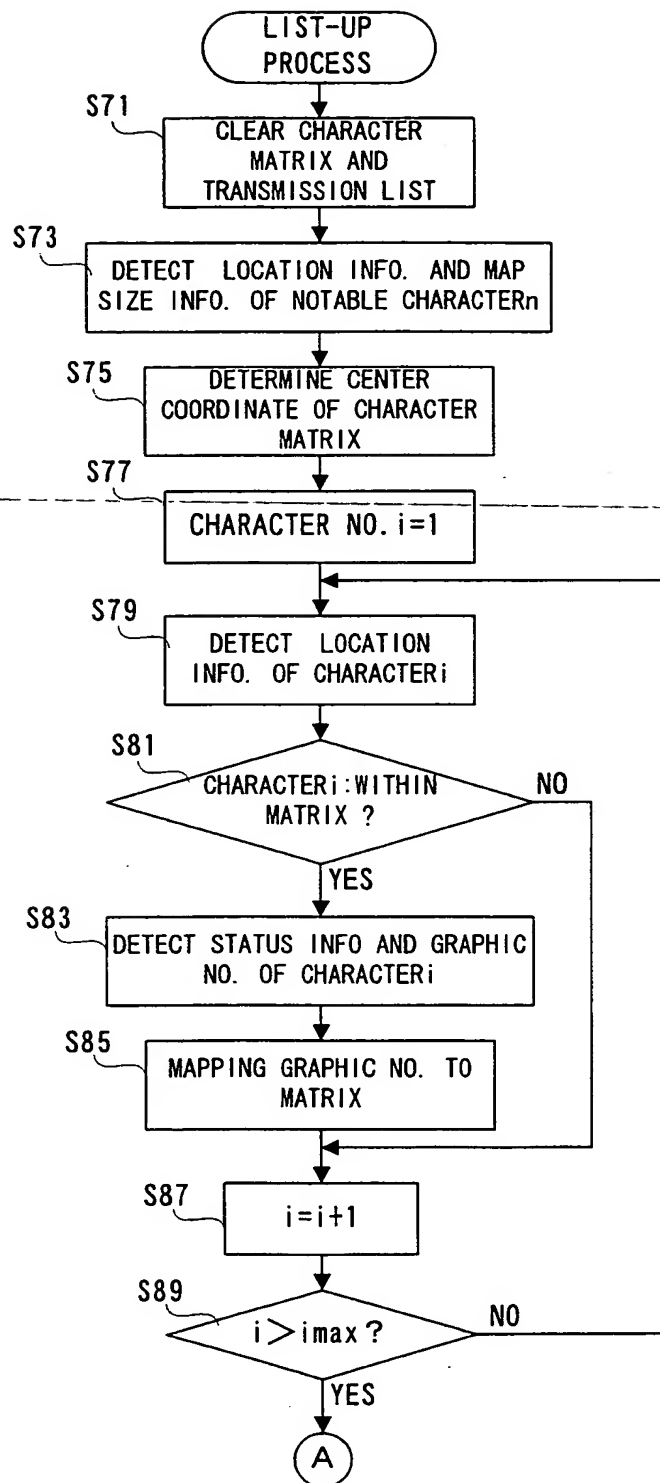 LIST-UP
PROCESS
S71
CLEAR CHARACTER
MATRIX AND
TRANSMISSION LIST
S73
DETECT LOCATION INFO. AND MAP
SIZE INFO. OF NOTABLE CHARACTERn
S75
DETERMINE CENTER
COORDINATE OF CHARACTER
MATRIX
S77
CHARACTER NO. i=1
S79
DETECT LOCATION
INFO. OF CHARACTERi
S81
CHARACTERi:WITHIN
MATRIX ?
NO
YES
S83
DETECT STATUS INFO AND GRAPHIC
NO. OF CHARACTERi
S85
MAPPING GRAPHIC NO. TO
MATRIX
S87
i=i+1
S89
i>imax?
NO
YES
A